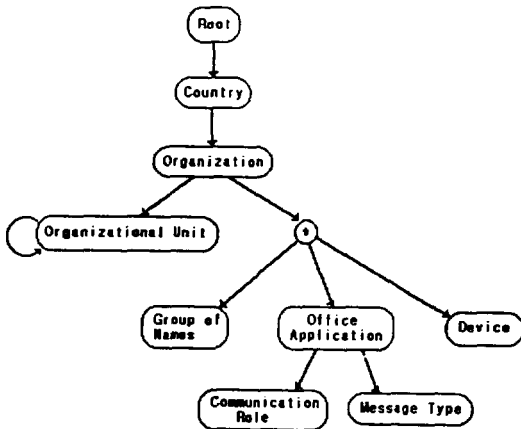 Root
Country
Organization
Organizational Unit
*
Group of
Names
Office
Application
Device
Communication
Role
Message Type